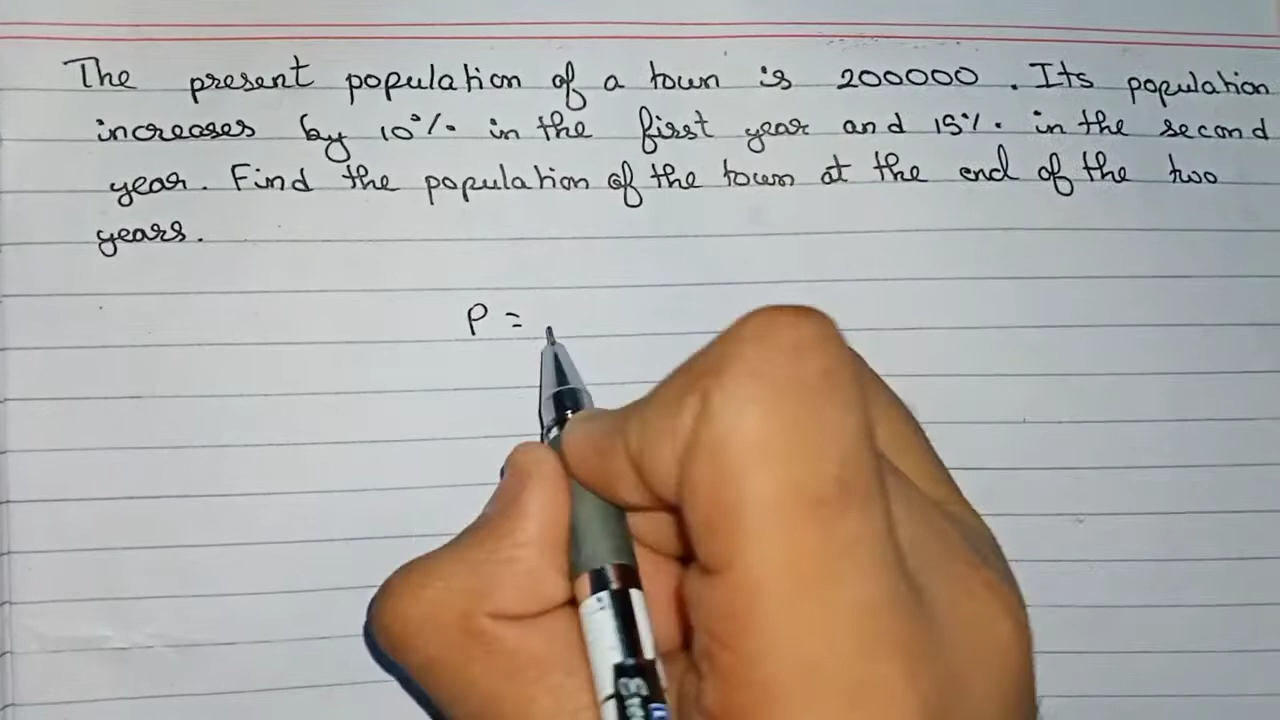 The present population of a town is 200000. Its population
increases by 10% in the first year and 15% in the second
year. Find the population of the town at the end of the two
years.
P =